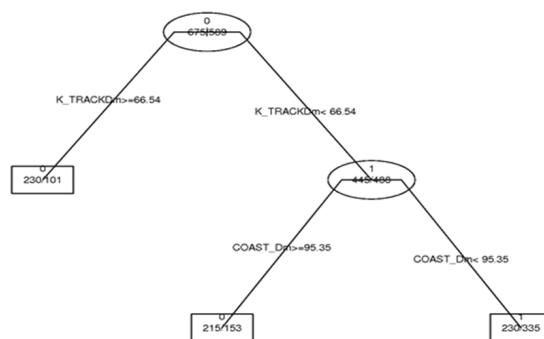 0
675/589
K_TRACKDm>=66.54
K_TRACKDm< 66.54
0
230/101
1
445/488
COAST_Dm>=95.35
COAST_Dm< 95.35
0
215/153
1
230/335